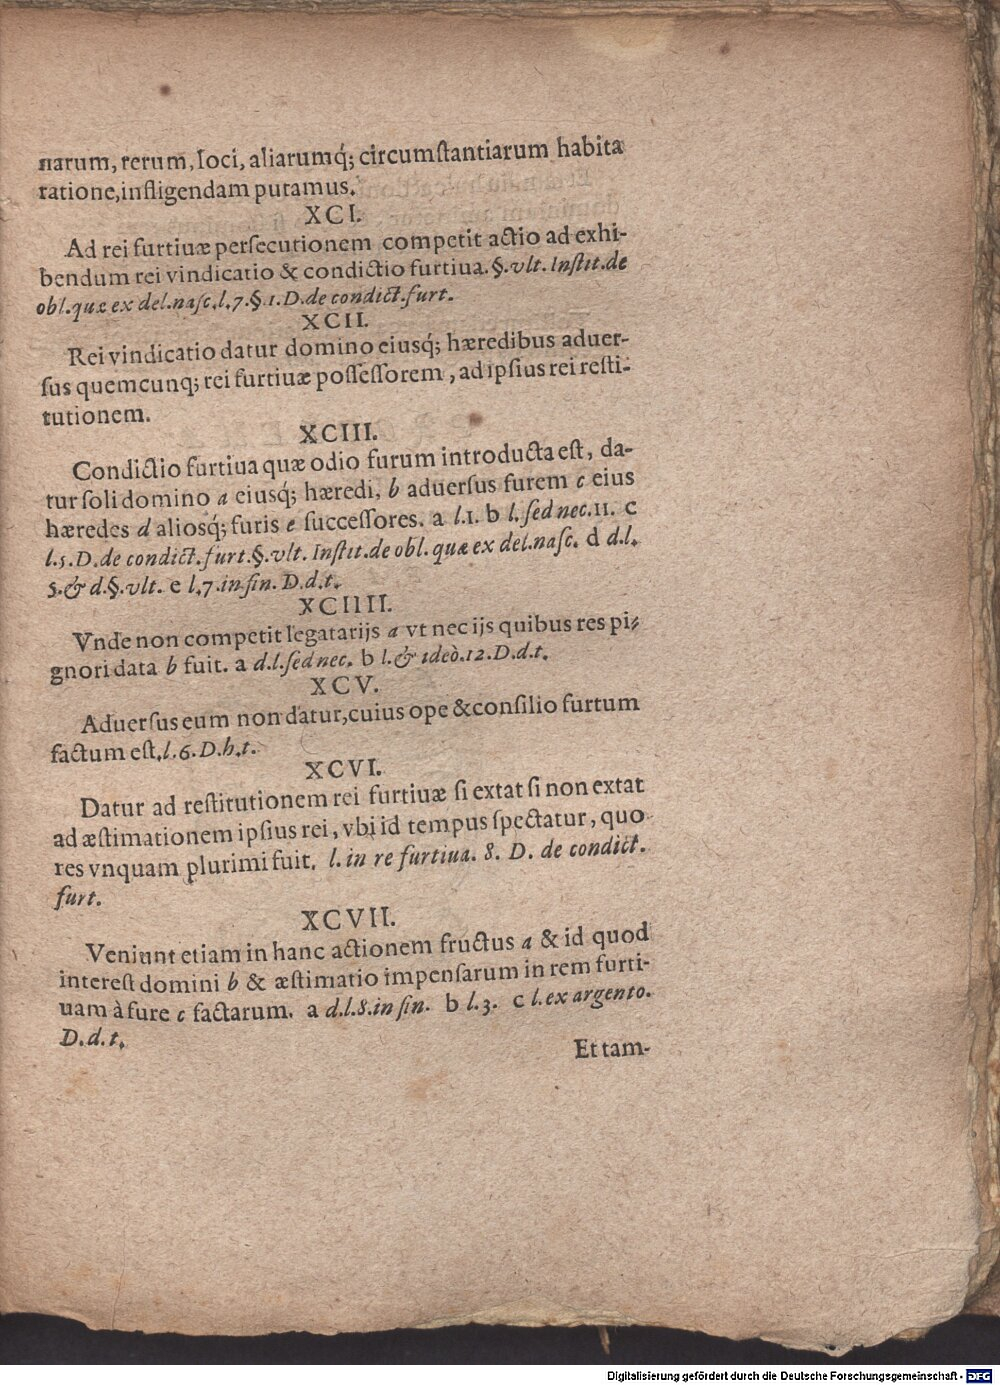 narum, rerum, loci, aliarumq́; circumſtantiarum habita
ratione, infligendam putamus.
XCI.
Ad rei furtiuæ perſecutionem competit actio ad exhi-
bendum rei vindicatio & condictio furtiua. §. vlt. Inſtit. de
obl. quæ ex del. naſc. l. 7. §. 1. D. de condict. furt.
XCII.
Rei vindicatio datur domino eiusq́; hæredibus aduer-
ſus quemcunq; rei furtiuæ poſſeſſorem, ad ipſius rei reſti-
tutionem.
XCIII.
Condictio furtiua quæ odio furum introducta eſt, da-
tur ſoli domino a eiusq́; hæredi, b aduerſus furem c eius
hæredes d aliosq́; furis e ſucceſſores. a l. 1. b l. ſed nec. 11. c
l. 5. D. de condict. furt. §. vlt. Inſtit. de obl. quæ ex del. naſc. d d. l.
5. & d. §. vlt. e l. 7. in fin. D. d. t.
XCIIII.
Vnde non competit legatarijs a vt nec ijs quibus res pi-
gnori data b fuit. a d. l. ſed nec. b l. & ideò. 12. D. d. t.
XCV.
Aduerſus eum non datur, cuius ope & conſilio furtum
factum eſt, l. 6. D. h. t.
XCVI.
Datur ad reſtitutionem rei furtiuæ ſi extat ſi non extat
ad æſtimationem ipſius rei, vbi id tempus ſpectatur, quo
res vnquam plurimi fuit. l. in re furtiua. 8. D. de condict.
furt.
XCVII.
Veniunt etiam in hanc actionem fructus a & id quod
intereſt domini b & æſtimatio impenſarum in rem furti-
uam à fure c factarum. a d. l. 8. in fin. b l. 3. c l. ex argento.
D. d. t.
Et tam-
Digitalisierung gefördert durch die Deutsche Forschungsgemeinschaft - DFG